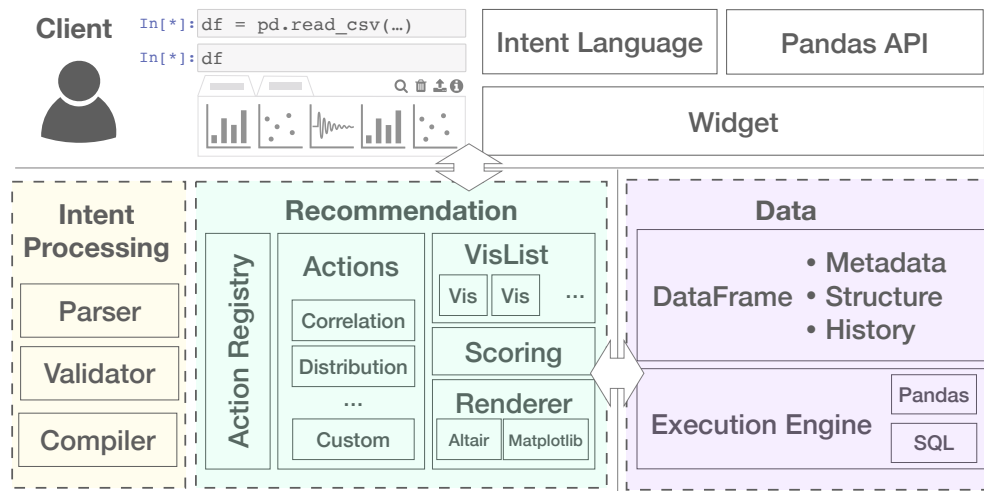 Client
In[*]: df = pd.read_csv(…)
In[*]: df
Intent Language
Pandas API
Widget
Intent
Processing
Parser
Validator
Compiler
Recommendation
Action Registry
Actions
Correlation
Distribution
...
Custom
VisList
Vis
Vis
...
Scoring
Renderer
Altair
Matplotlib
Data
DataFrame
• Metadata
• Structure
• History
Execution Engine
Pandas
SQL